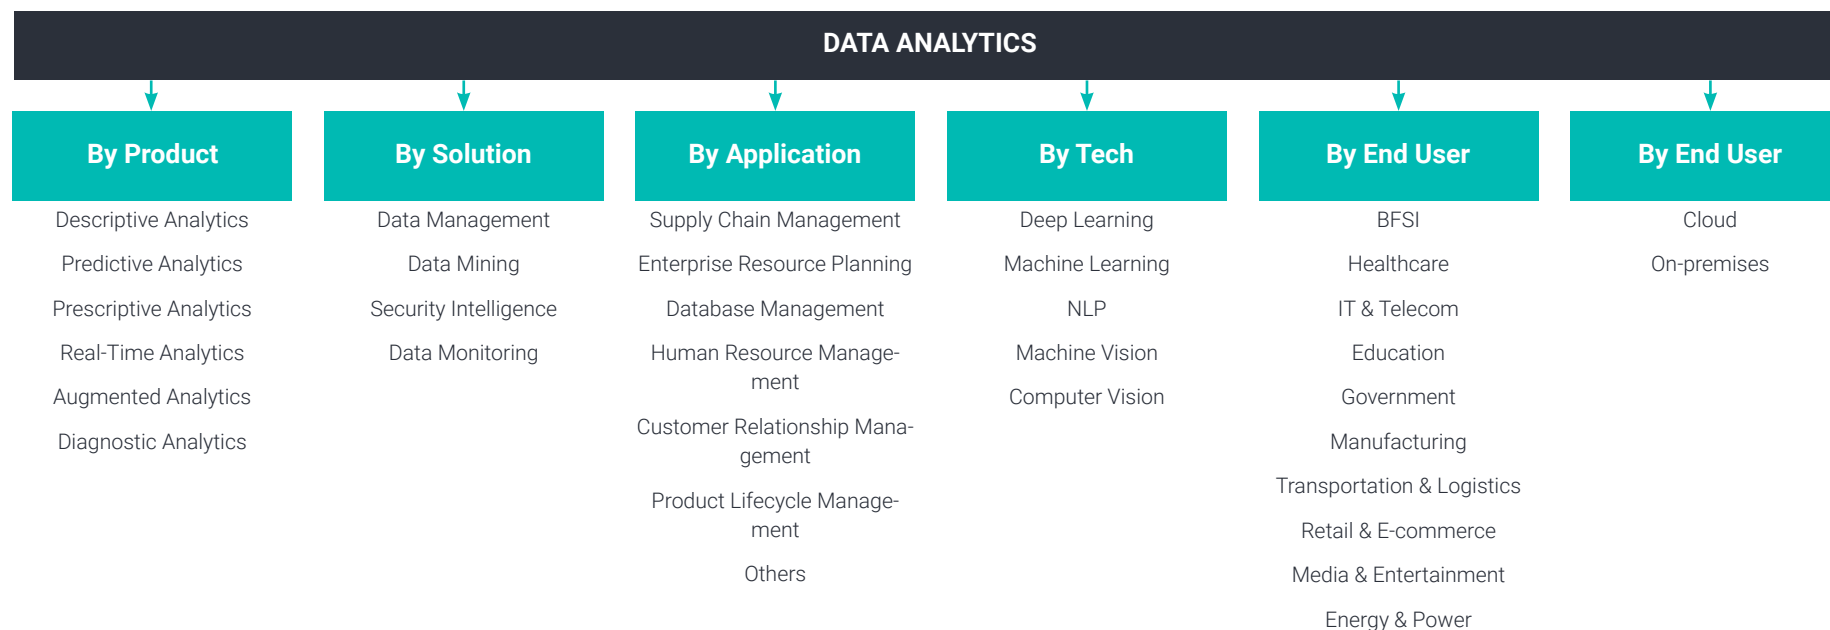 DATA ANALYTICS
By Product
Descriptive Analytics
Predictive Analytics
Prescriptive Analytics
Real-Time Analytics
Augmented Analytics
Diagnostic Analytics
By Solution
Data Management
Data Mining
Security Intelligence
Data Monitoring
By Application
Supply Chain Management
Enterprise Resource Planning
Database Management
Human Resource Manage-
ment
Customer Relationship Mana-
gement
Product Lifecycle Manage-
ment
Others
By Tech
Deep Learning
Machine Learning
NLP
Machine Vision
Computer Vision
By End User
BFSI
Healthcare
IT & Telecom
Education
Government
Manufacturing
Transportation & Logistics
Retail & E-commerce
Media & Entertainment
Energy & Power
By End User
Cloud
On-premises